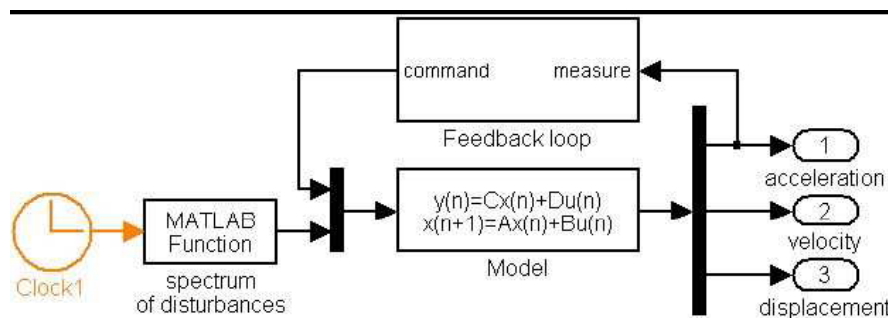 command measure
Feedback loop
1
acceleration
MATLAB
Function
y(n)=Cx(n)+Du(n)
x(n+1)=Ax(n)+Bu(n)
2
velocity
Clock1
spectrum
of disturbances
Model
3
displacement